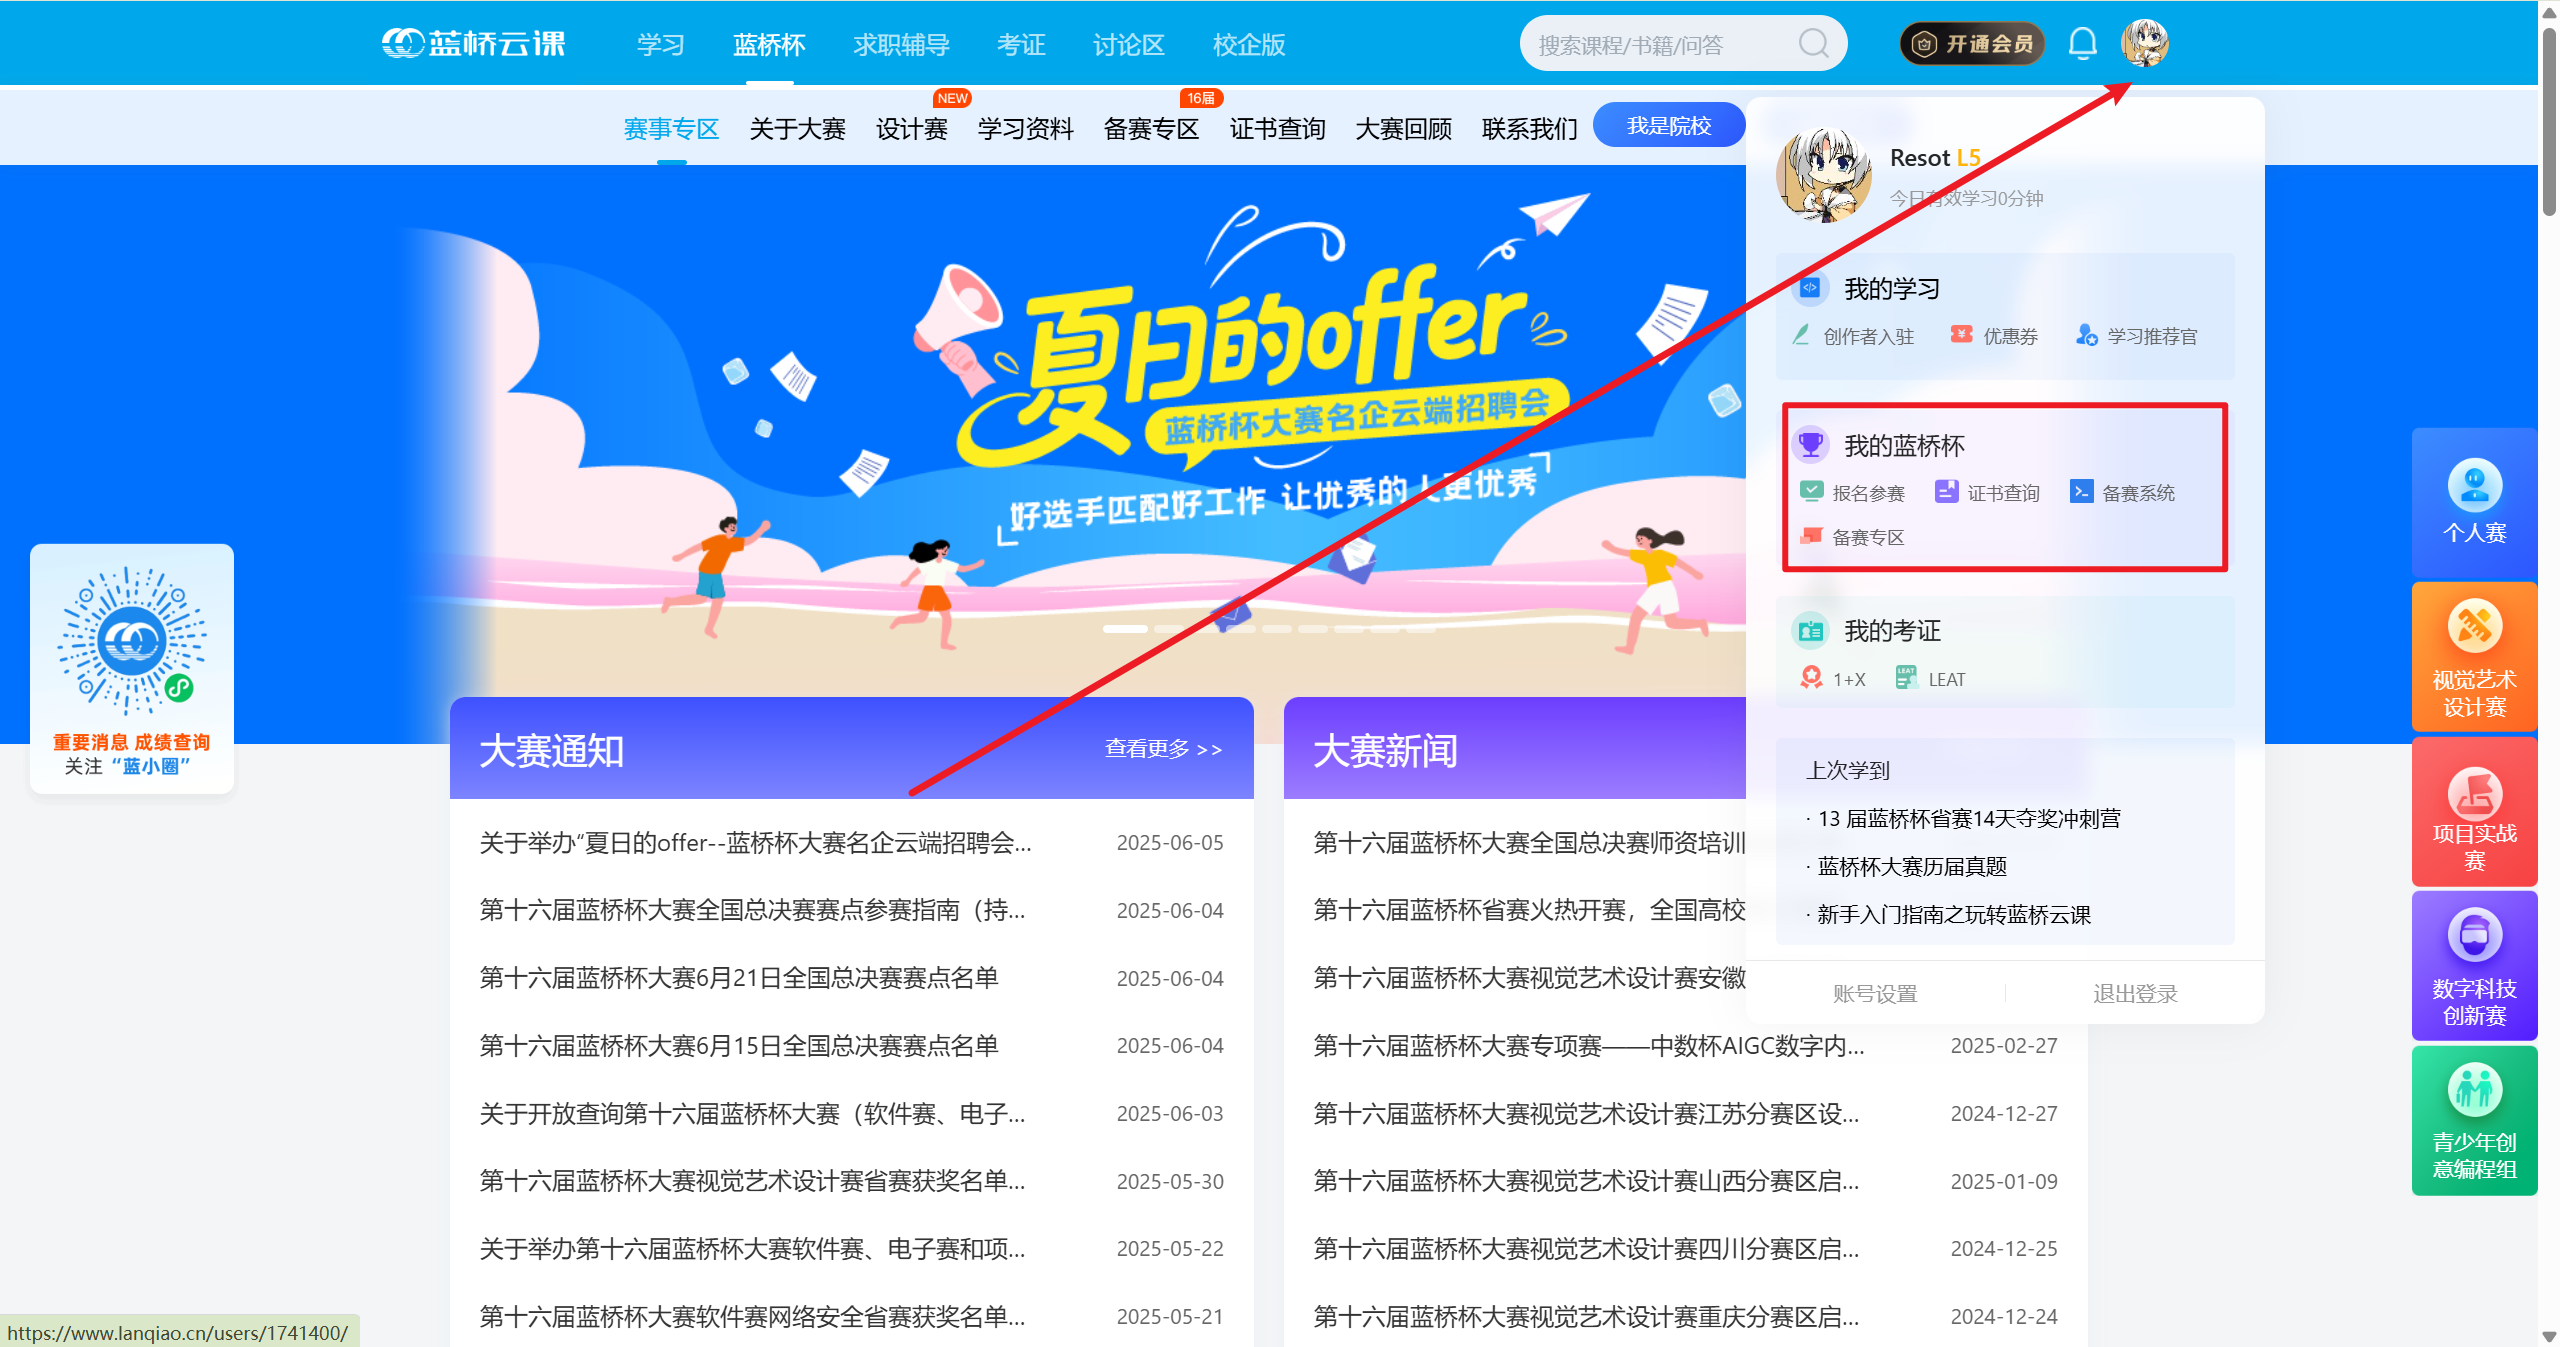 蓝桥云课
学习 蓝桥杯 求职辅导 考证 讨论区 校企版
搜索课程/书籍/问答
开通会员
NEW
16届
赛事专区 关于大赛 设计赛 学习资料 备赛专区 证书查询 大赛回顾 联系我们 我是院校
Resot L5
今日有效学习0分钟
我的学习
创作者入驻 优惠券 学习推荐官
我的蓝桥杯
报名参赛 证书查询 备赛系统
备赛专区
我的考证
1+X LEAT LEAT
上次学到
· 13 届蓝桥杯省赛14天夺奖冲刺营
· 蓝桥杯大赛历届真题
· 新手入门指南之玩转蓝桥云课
账号设置 退出登录
夏日的offer
蓝桥杯大赛名企云端招聘会
好选手匹配好工作 让优秀的人更优秀
重要消息 成绩查询
关注 “蓝小圈”
个人赛
视觉艺术
设计赛
项目实战
赛
数字科技
创新赛
青少年创
意编程组
大赛通知 查看更多 >>
关于举办“夏日的offer--蓝桥杯大赛名企云端招聘会... 2025-06-05
第十六届蓝桥杯大赛全国总决赛赛点参赛指南（持... 2025-06-04
第十六届蓝桥杯大赛6月21日全国总决赛赛点名单 2025-06-04
第十六届蓝桥杯大赛6月15日全国总决赛赛点名单 2025-06-04
关于开放查询第十六届蓝桥杯大赛（软件赛、电子... 2025-06-03
第十六届蓝桥杯大赛视觉艺术设计赛省赛获奖名单... 2025-05-30
关于举办第十六届蓝桥杯大赛软件赛、电子赛和项... 2025-05-22
第十六届蓝桥杯大赛软件赛网络安全省赛获奖名单... 2025-05-21
大赛新闻
第十六届蓝桥杯大赛全国总决赛师资培训
第十六届蓝桥杯省赛火热开赛，全国高校
第十六届蓝桥杯大赛视觉艺术设计赛安徽
第十六届蓝桥杯大赛专项赛——中数杯AIGC数字内... 2025-02-27
第十六届蓝桥杯大赛视觉艺术设计赛江苏分赛区设... 2024-12-27
第十六届蓝桥杯大赛视觉艺术设计赛山西分赛区启... 2025-01-09
第十六届蓝桥杯大赛视觉艺术设计赛四川分赛区启... 2024-12-25
第十六届蓝桥杯大赛视觉艺术设计赛重庆分赛区启... 2024-12-24
https://www.lanqiao.cn/users/1741400/